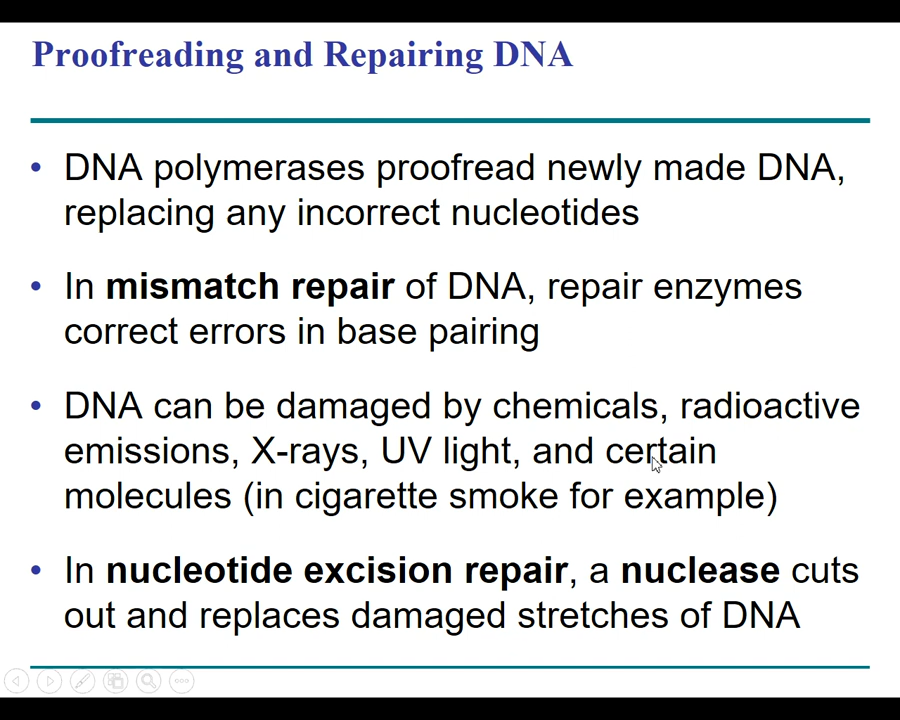 Proofreading and Repairing DNA
• DNA polymerases proofread newly made DNA,
replacing any incorrect nucleotides
• In mismatch repair of DNA, repair enzymes
correct errors in base pairing
• DNA can be damaged by chemicals, radioactive
emissions, X-rays, UV light, and certain
molecules (in cigarette smoke for example)
• In nucleotide excision repair, a nuclease cuts
out and replaces damaged stretches of DNA